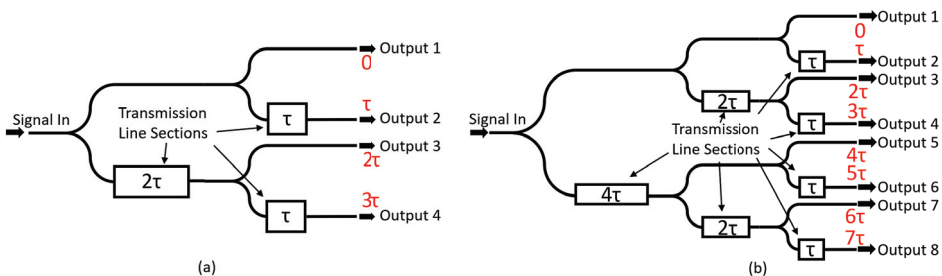 Signal In
Transmission
Line Sections
2τ
τ
τ
Output 1
0
τ
Output 2
Output 3
2τ
3τ
Output 4
(a)
Signal In
4τ
2τ
Transmission
Line Sections
2τ
τ
τ
τ
τ
Output 1
0
τ
Output 2
Output 3
2τ
3τ
Output 4
Output 5
4τ
5τ
Output 6
Output 7
6τ
7τ
Output 8
(b)